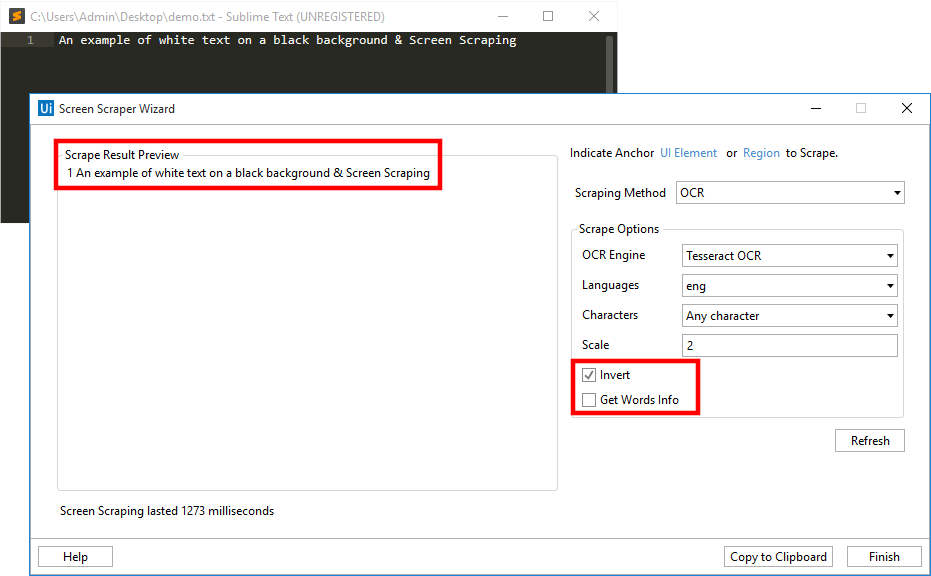 C:\Users\Admin\Desktop\demo.txt - Sublime Text (UNREGISTERED)
1 An example of white text on a black background & Screen Scraping
Ui Screen Scraper Wizard
Scrape Result Preview
1 An example of white text on a black background & Screen Scraping
Indicate Anchor UI Element or Region to Scrape.
Scraping Method OCR
Scrape Options
OCR Engine Tesseract OCR
Languages eng
Characters Any character
Scale 2
Invert
Get Words Info
Refresh
Screen Scraping lasted 1273 milliseconds
Help Copy to Clipboard Finish